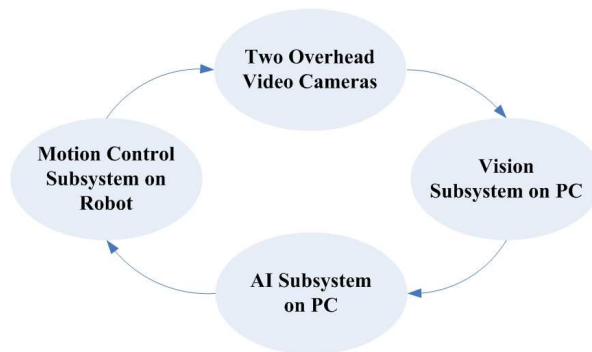 Two Overhead
Video Cameras
Motion Control
Subsystem on
Robot
Vision
Subsystem on PC
AI Subsystem
on PC